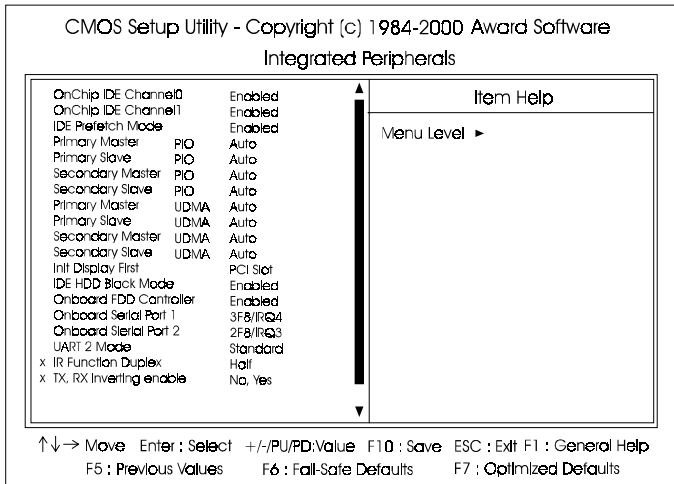 CMOS Setup Utility - Copyright (c) 1984-2000 Award Software
Integrated Peripherals
OnChip IDE Channel0 Enabled
OnChip IDE Channel1 Enabled
IDE Prefetch Mode Enabled
Primary Master PIO Auto
Primary Slave PIO Auto
Secondary Master PIO Auto
Secondary Slave PIO Auto
Primary Master UDMA Auto
Primary Slave UDMA Auto
Secondary Master UDMA Auto
Secondary Slave UDMA Auto
Init Display First PCI Slot
IDE HDD Black Mode Enabled
Onboard FDD Cantroller Enabled
Onboard Serial Port 1 3F8/IRQ4
Onboard Slerial Port 2 2F8/IRQ3
UART 2 Mode Standard
x IR Function Duplex Half
x TX, RX Inverting enable No, Yes
Item Help
Menu Level ►
↑↓→ Move Enter : Select +/-/PU/PD:Value F10 : Save ESC : Exit F1 : General Help
F5 : Previous Values F6 : Fail-Safe Defaults F7 : Optimized Defaults